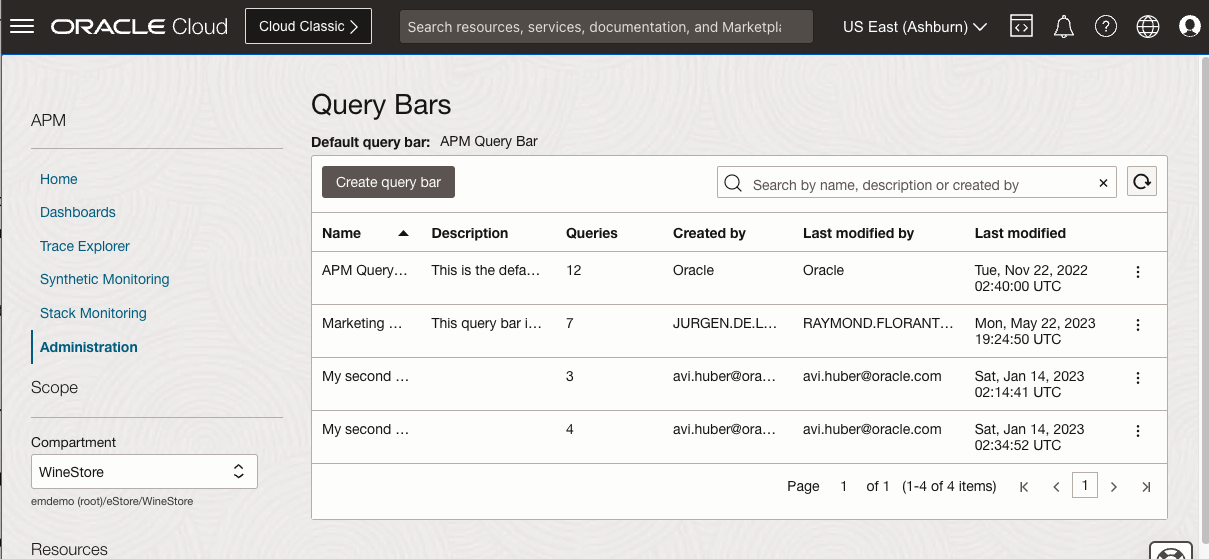 ORACLE Cloud
Cloud Classic
Search resources, services, documentation, and Marketpla
US East (Ashburn)
APM
Home
Dashboards
Trace Explorer
Synthetic Monitoring
Stack Monitoring
Administration
Scope
Compartment
WineStore
emdemo (root)/eStore/WineStore
Resources
Query Bars
Default query bar: APM Query Bar
Create query bar
Search by name, description or created by
Name Description Queries Created by Last modified by Last modified
APM Query... This is the defa... 12 Oracle Oracle Tue, Nov 22, 2022
02:40:00 UTC
Marketing ... This query bar i... 7 JURGEN.DE.L... RAYMOND.FLORANT... Mon, May 22, 2023
19:24:50 UTC
My second ... 3 avi.huber@ora... avi.huber@oracle.com Sat, Jan 14, 2023
02:14:41 UTC
My second ... 4 avi.huber@ora... avi.huber@oracle.com Sat, Jan 14, 2023
02:34:52 UTC
Page 1 of 1 (1-4 of 4 items) 1